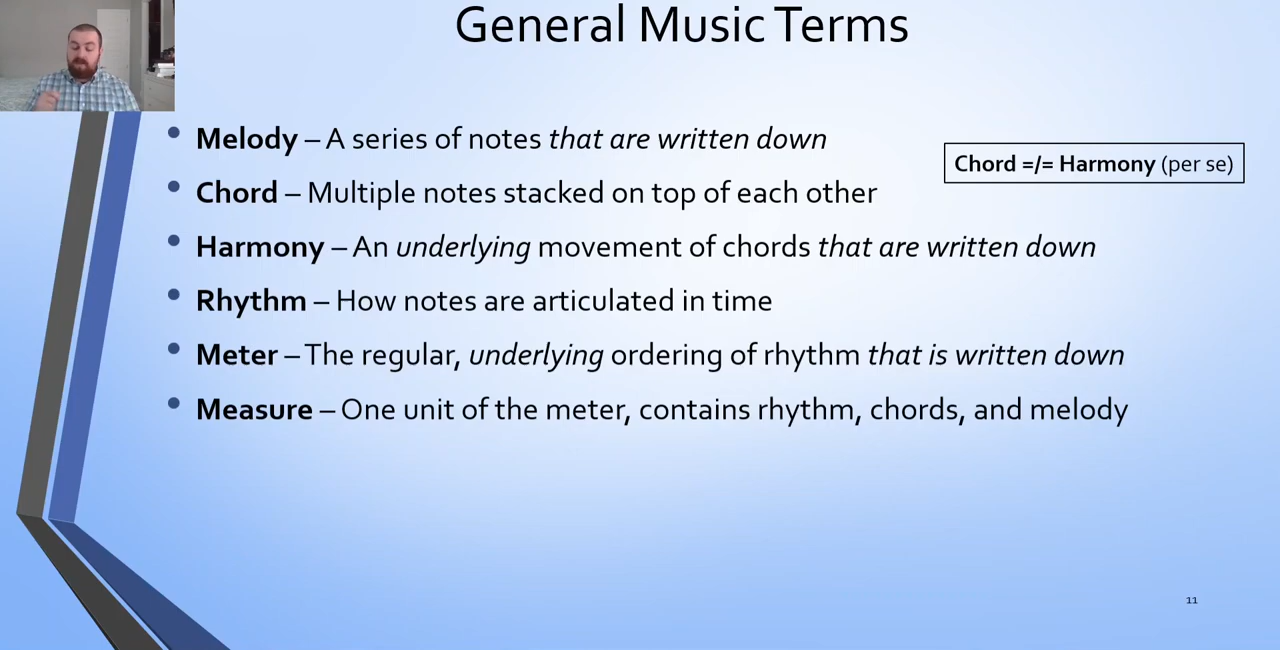 General Music Terms
• Melody – A series of notes that are written down
Chord =/= Harmony (per se)
• Chord – Multiple notes stacked on top of each other
• Harmony – An underlying movement of chords that are written down
• Rhythm – How notes are articulated in time
• Meter – The regular, underlying ordering of rhythm that is written down
• Measure – One unit of the meter, contains rhythm, chords, and melody
11